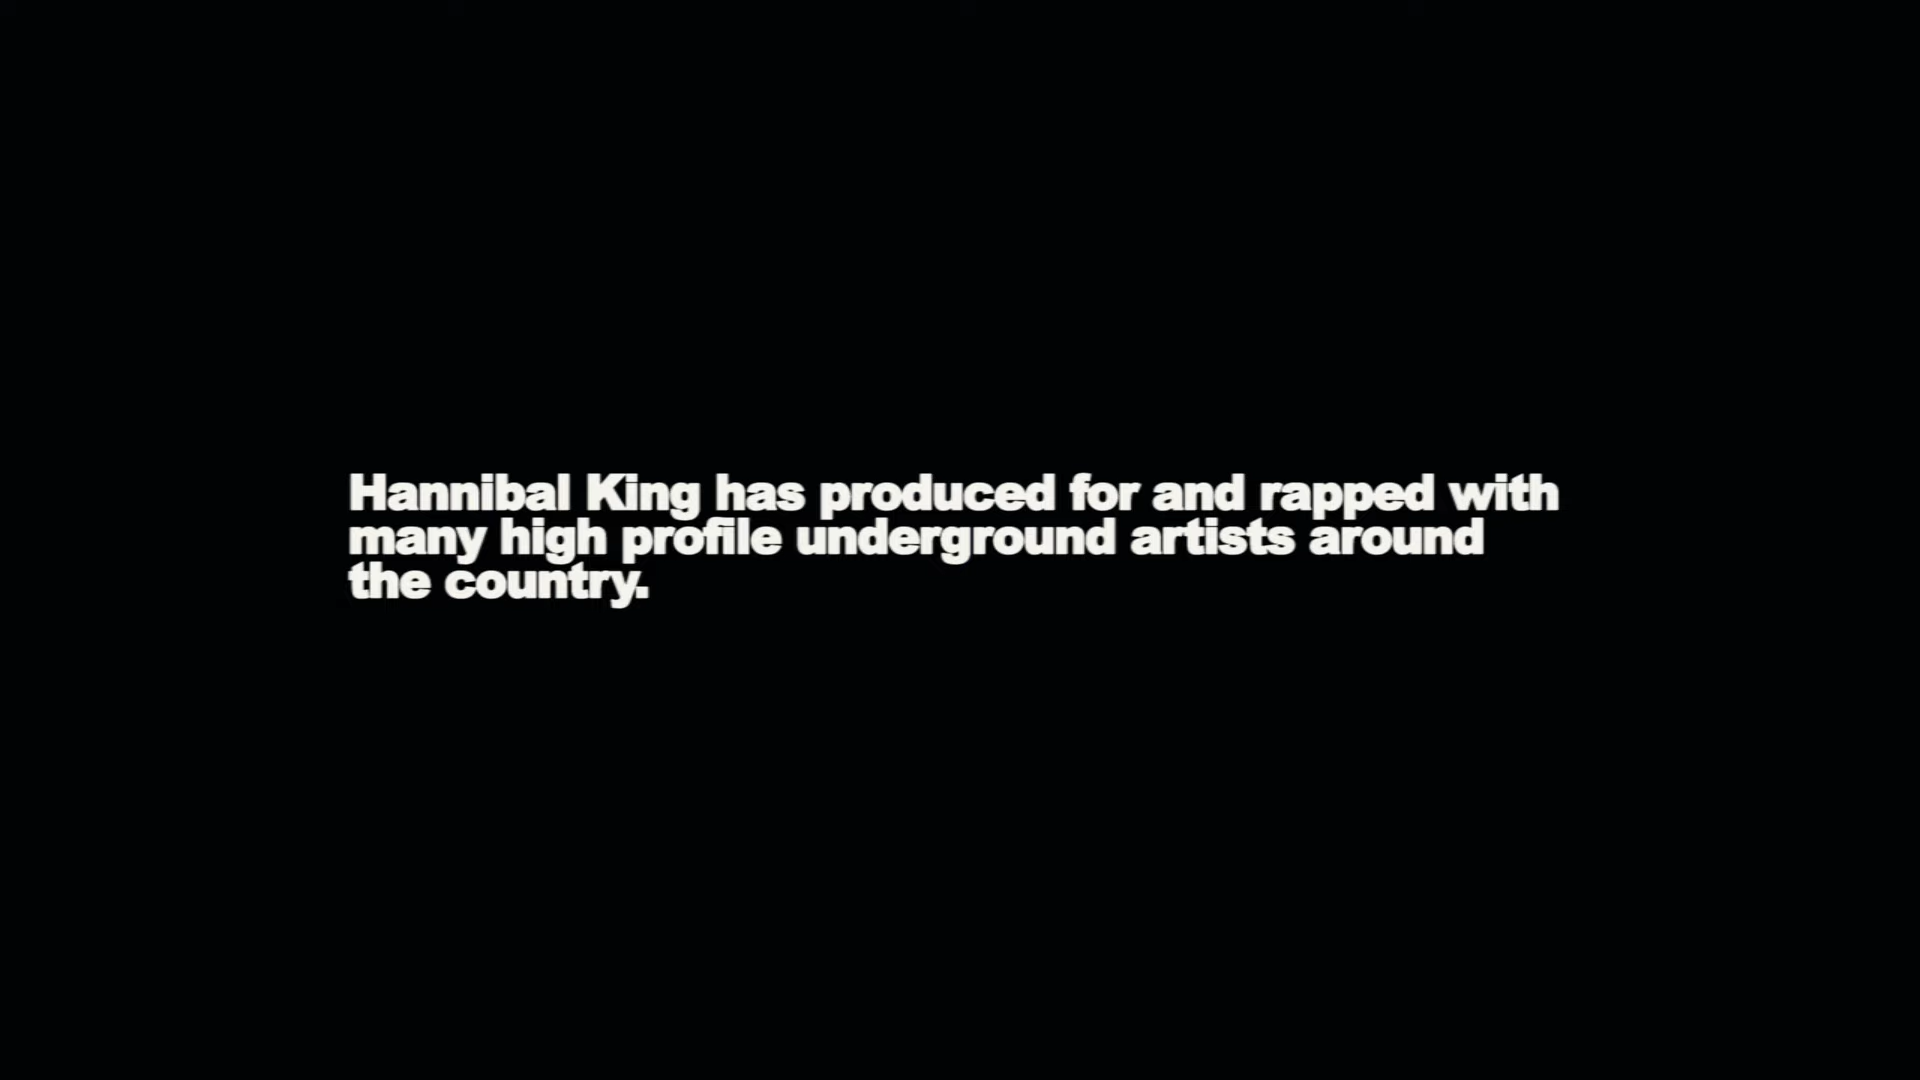 Hannibal King has produced for and rapped with
many high profile underground artists around
the country.